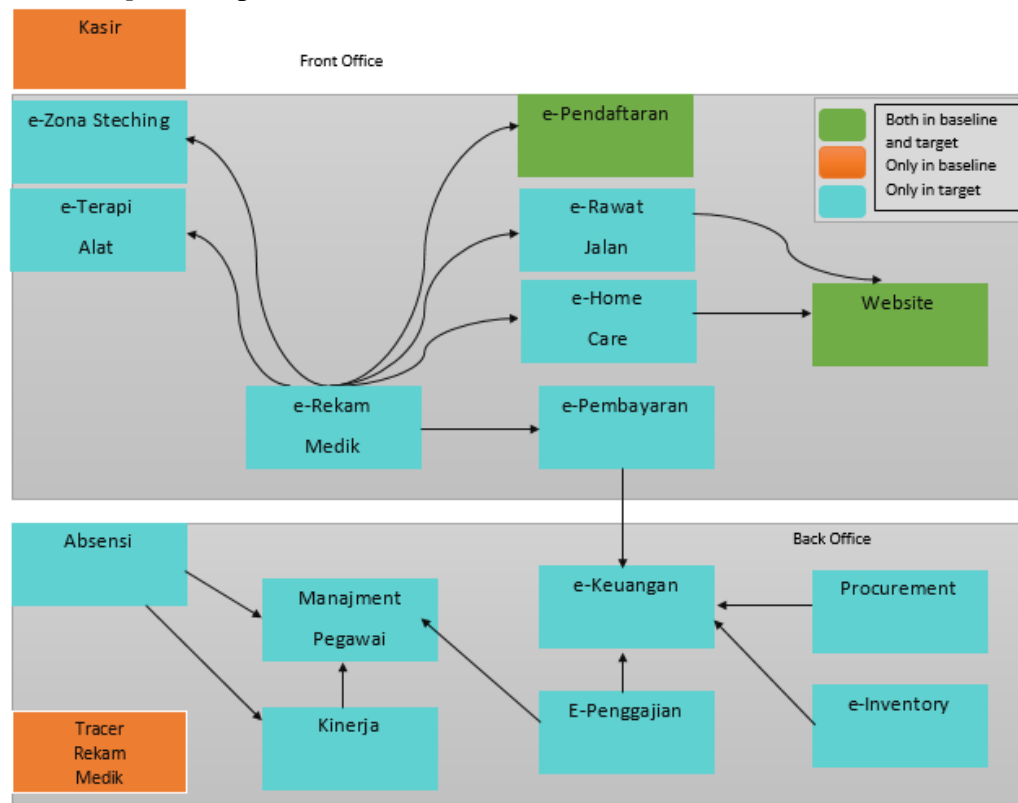 Kasir
Front Office
e-Zona Steching
e-Pendaftaran
Both in baseline
and target
Only in baseline
Only in target
e-Terapi
Alat
e-Rawat
Jalan
e-Home
Care
Website
e-Rekam
Medik
e-Pembayaran
Back Office
Absensi
Manajment
Pegawai
e-Keuangan
Procurement
Tracer
Rekam
Medik
Kinerja
E-Penggajian
e-Inventory